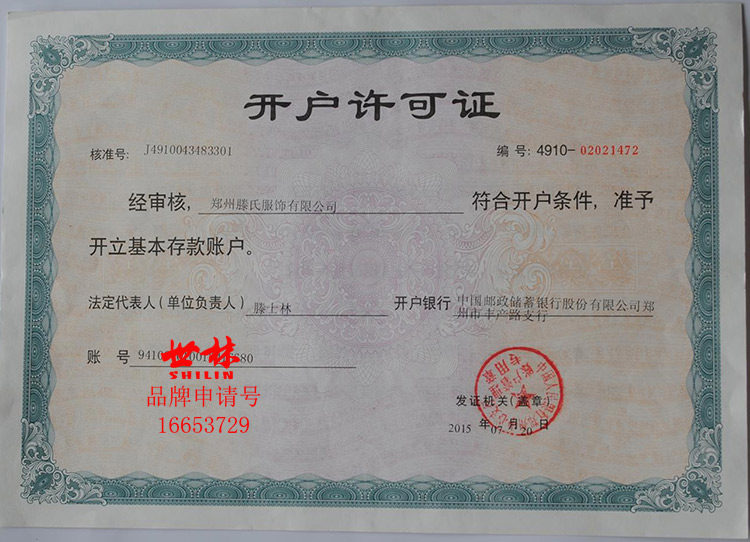 开户许可证
核准号: J4910043483301 编号: 4910-02021472
经审核, 郑州滕氏服饰有限公司 符合开户条件, 准予
开立基本存款账户。
法定代表人(单位负责人) 滕士林 开户银行 中国邮政储蓄银行股份有限公司郑
州市丰产路支行
账 号
世林
SHILIN
品牌申请号
16653729
发证机关(盖章)
2015 年 07 月 20 日